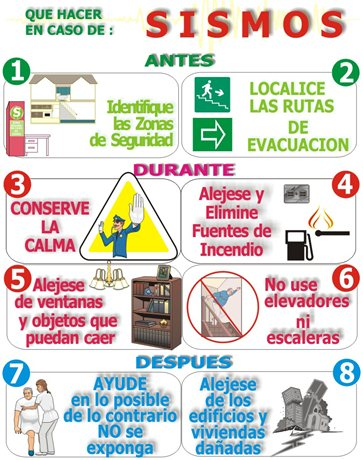 QUE HACER
EN CASO DE :
SISMOS
ANTES
1
Identifique
las Zonas
de Seguridad
S
2
LOCALICE
LAS RUTAS
DE
EVACUACION
DURANTE
3
CONSERVE
LA
CALMA
4
Alejese y
Elimine
Fuentes de
Incendio
5
Alejese
de ventanas
y objetos que
puedan caer
6
No use
elevadores
ni
escaleras
DESPUES
7
AYUDE
en lo posible
de lo contrario
NO se
exponga
8
Alejese
de los
edificios y
viviendas
dañadas